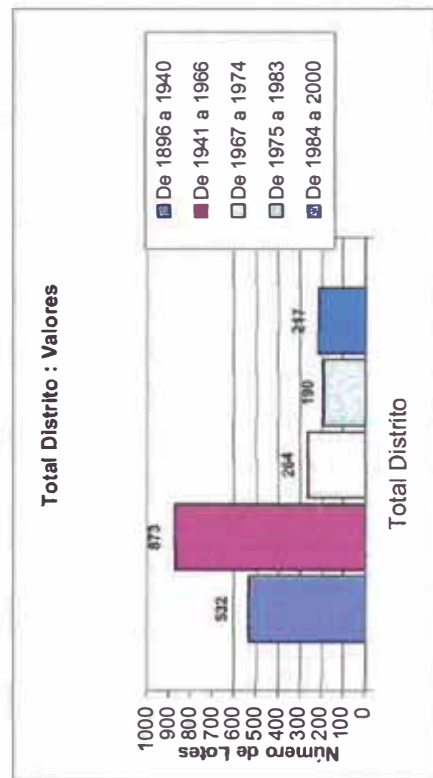 Total Distrito : Valores
Número de Lotes
1000
900
800
700
600
500
400
300
200
100
0
532
873
264
190
217
Total Distrito
De 1896 a 1940
De 1941 a 1966
De 1967 a 1974
De 1975 a 1983
De 1984 a 2000